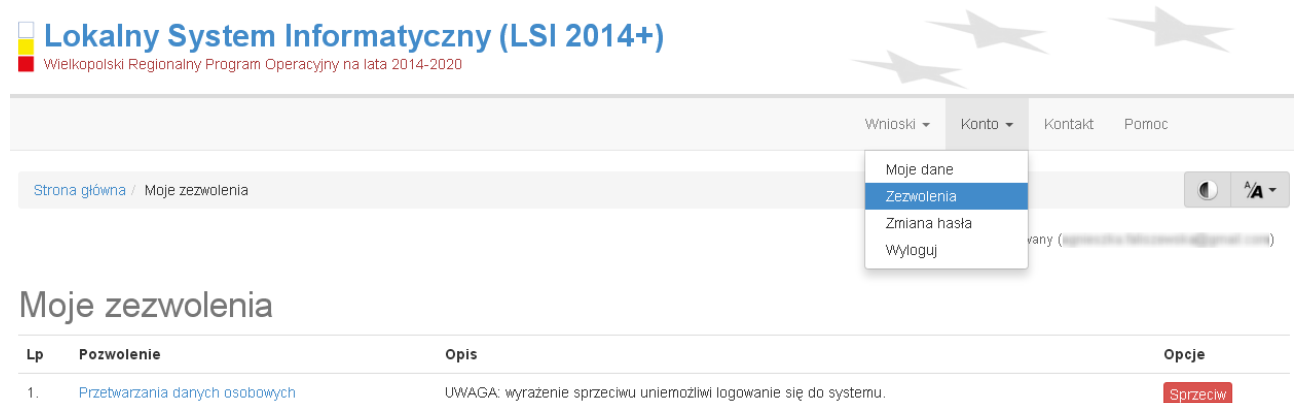 Lokalny System Informatyczny (LSI 2014+)
Wielkopolski Regionalny Program Operacyjny na lata 2014-2020
Wnioski Konto Kontakt Pomoc
Moje dane
Strona główna / Moje zezwolenia
Zezwolenia
A/A
Zmiana hasła
Wyloguj
Moje zezwolenia
Lp Pozwolenie Opis Opcje
1. Przetwarzania danych osobowych UWAGA: wyrażenie sprzeciwu uniemożliwi logowanie się do systemu. Sprzeciw